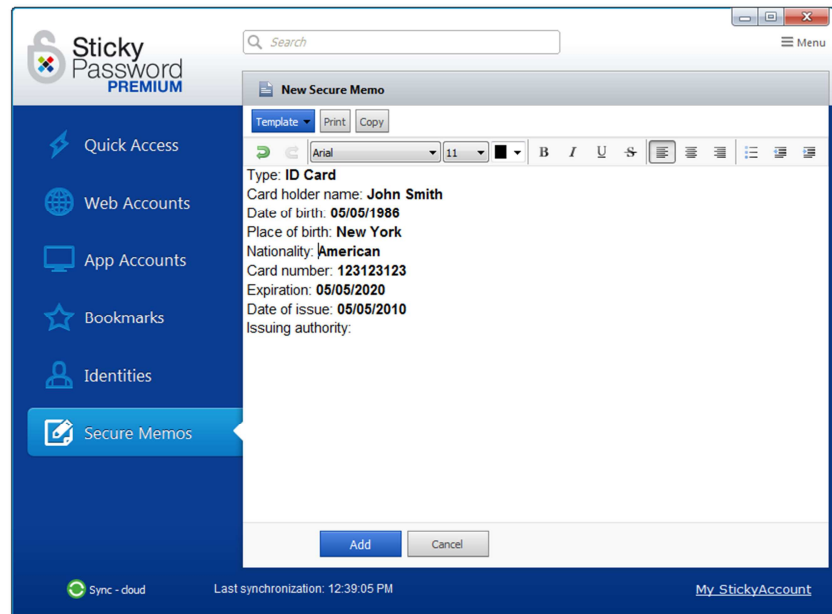 Sticky
Password
PREMIUM
Search
Menu
New Secure Memo
Template Print Copy
Arial 11 B I U S
Quick Access
Web Accounts
App Accounts
Bookmarks
Identities
Secure Memos
Type: ID Card
Card holder name: John Smith
Date of birth: 05/05/1986
Place of birth: New York
Nationality: American
Card number: 123123123
Expiration: 05/05/2020
Date of issue: 05/05/2010
Issuing authority:
Add Cancel
Sync - cloud Last synchronization: 12:39:05 PM My StickyAccount